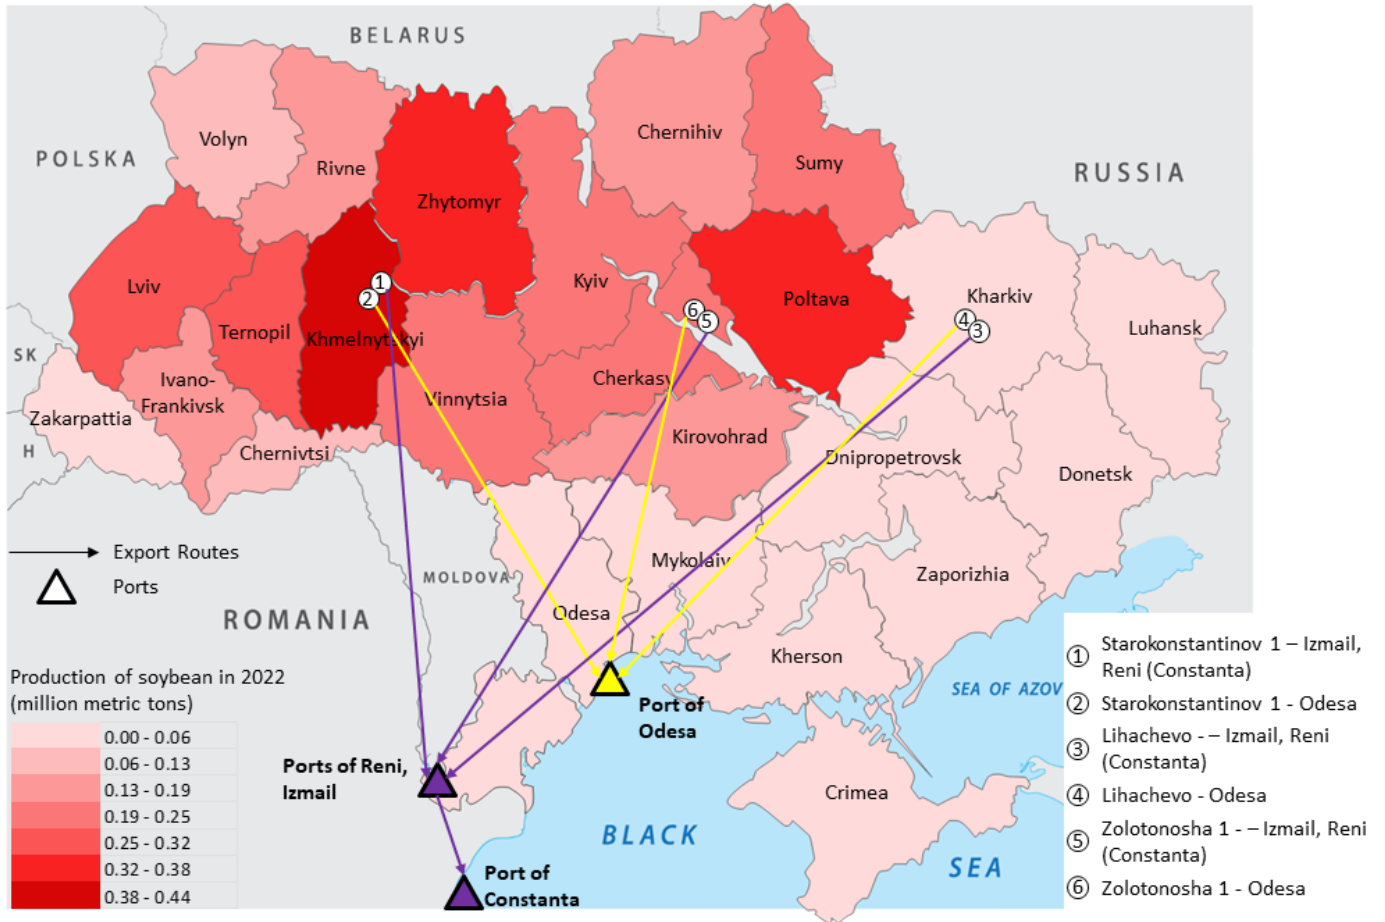 BELARUS
POLSKA
RUSSIA
Volyn
Rivne
Zhytomyr
Chernihiv
Sumy
Lviv
Ternopil
Khmelnytskyi
Kyiv
Poltava
Kharkiv
Luhansk
1
2
6
5
4
3
SK
H
Ivano-
Frankivsk
Zakarpattia
Chernivtsi
Vinnytsia
Cherkasy
Kirovohrad
Dnipropetrovsk
Donetsk
Export Routes
Ports
MOLDOVA
ROMANIA
Odesa
Mykolaiv
Zaporizhia
Kherson
Crimea
SEA OF AZOV
Port of
Odesa
Ports of Reni,
Izmail
Port of
Constanta
BLACK
SEA
Production of soybean in 2022
(million metric tons)
0.00 - 0.06
0.06 - 0.13
0.13 - 0.19
0.19 - 0.25
0.25 - 0.32
0.32 - 0.38
0.38 - 0.44
1 Starokonstantinov 1 – Izmail,
Reni (Constanta)
2 Starokonstantinov 1 - Odesa
3 Lihachevo - – Izmail, Reni
(Constanta)
4 Lihachevo - Odesa
5 Zolotonosha 1 - – Izmail, Reni
(Constanta)
6 Zolotonosha 1 - Odesa